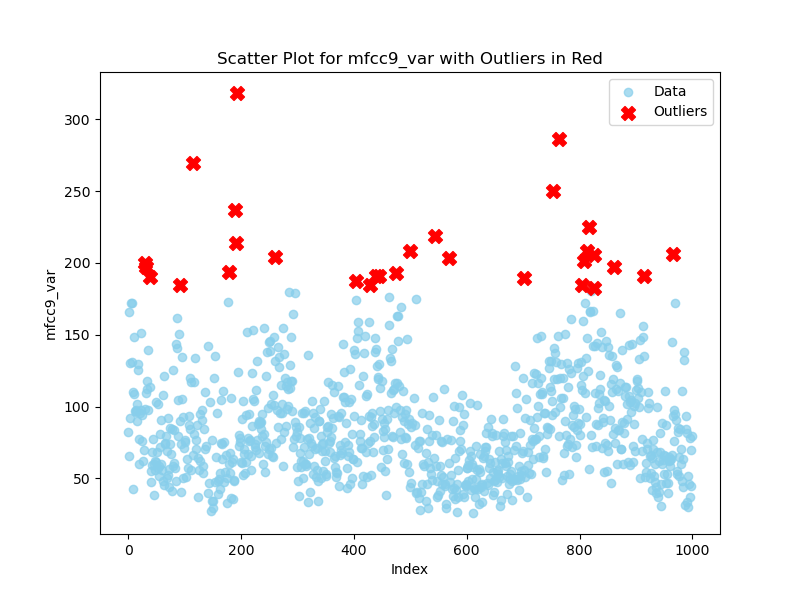 Scatter Plot for mfcc9_var with Outliers in Red
Data
Outliers
300
250
200
150
100
50
mfcc9_var
0
200
400
600
800
1000
Index